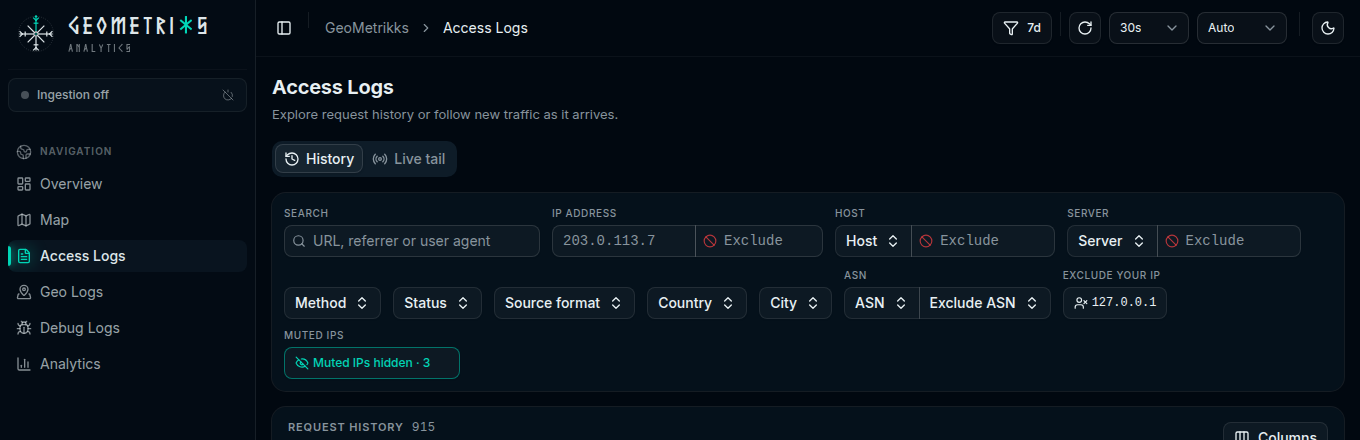 GEOMETRIKS
ANALYTICS
GeoMetrikks > Access Logs
7d
30s
Auto
Ingestion off
NAVIGATION
Overview
Map
Access Logs
Geo Logs
Debug Logs
Analytics
Access Logs
Explore request history or follow new traffic as it arrives.
History Live tail
SEARCH IP ADDRESS HOST SERVER
URL, referrer or user agent 203.0.113.7 Exclude Host Exclude Server Exclude
ASN EXCLUDE YOUR IP
Method Status Source format Country City ASN Exclude ASN 127.0.0.1
MUTED IPS
Muted IPs hidden · 3
REQUEST HISTORY 915
Columns